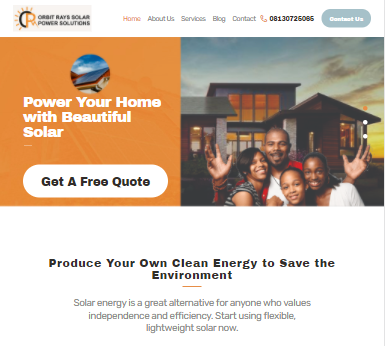 ORBIT RAYS SOLAR
POWER SOLUTIONS
Home About Us Services Blog Contact 08130725065 Contact Us
Power Your Home
with Beautiful
Solar
Get A Free Quote
Produce Your Own Clean Energy to Save the
Environment
Solar energy is a great alternative for anyone who values
independence and efficiency. Start using flexible,
lightweight solar now.